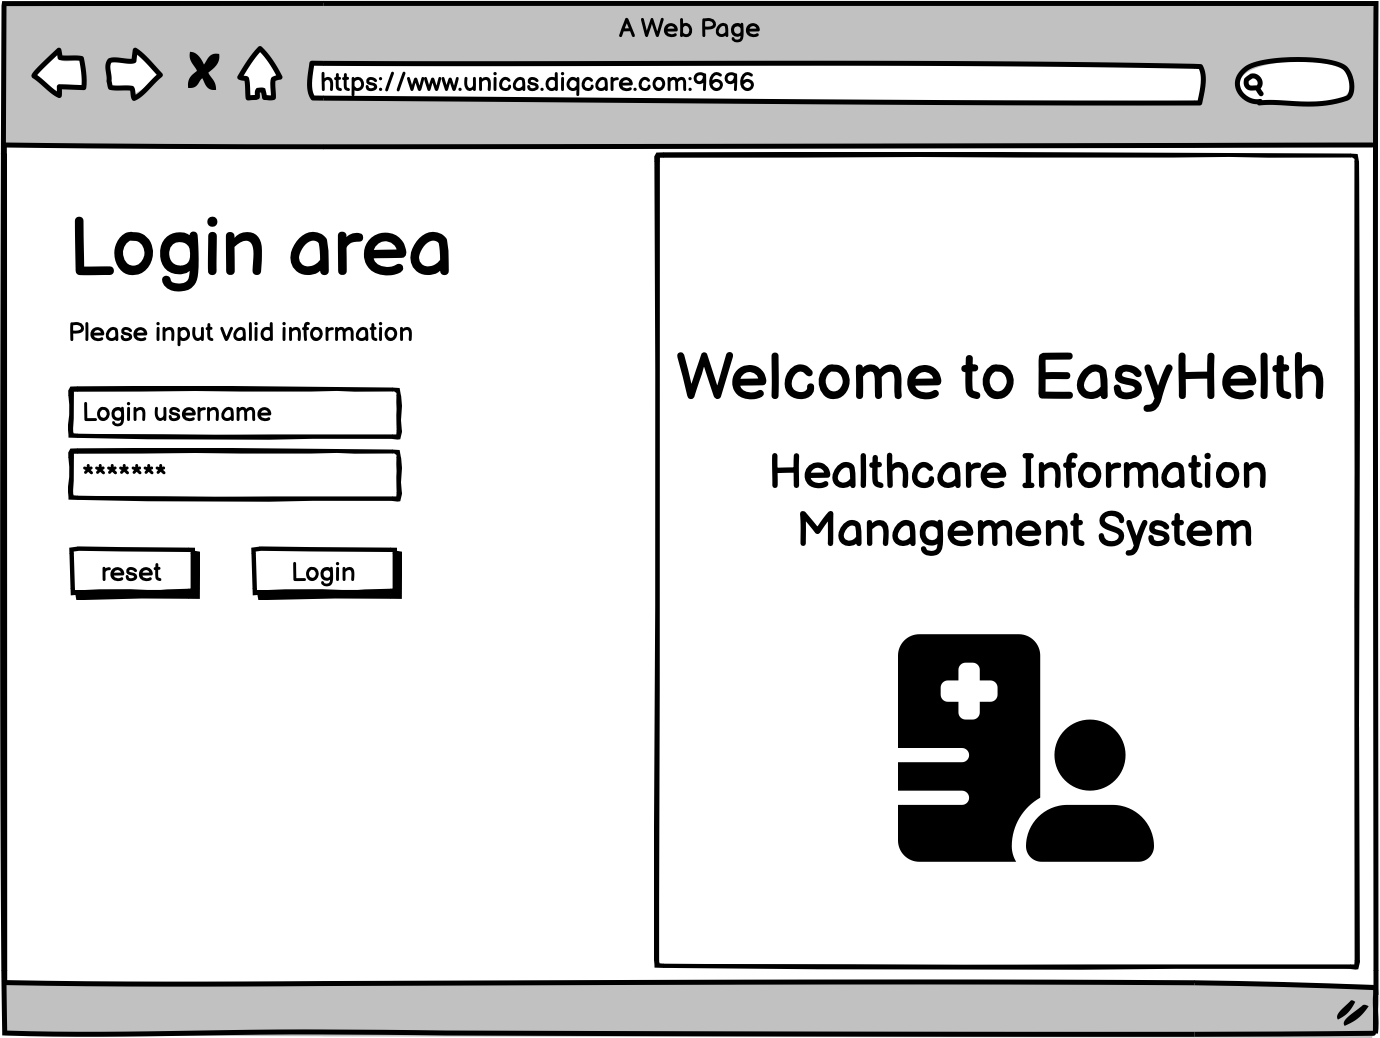 A Web Page
https://www.unicas.diqcare.com:9696
Login area
Please input valid information
Login username
*******
reset
Login
Welcome to EasyHelth
Healthcare Information
Management System